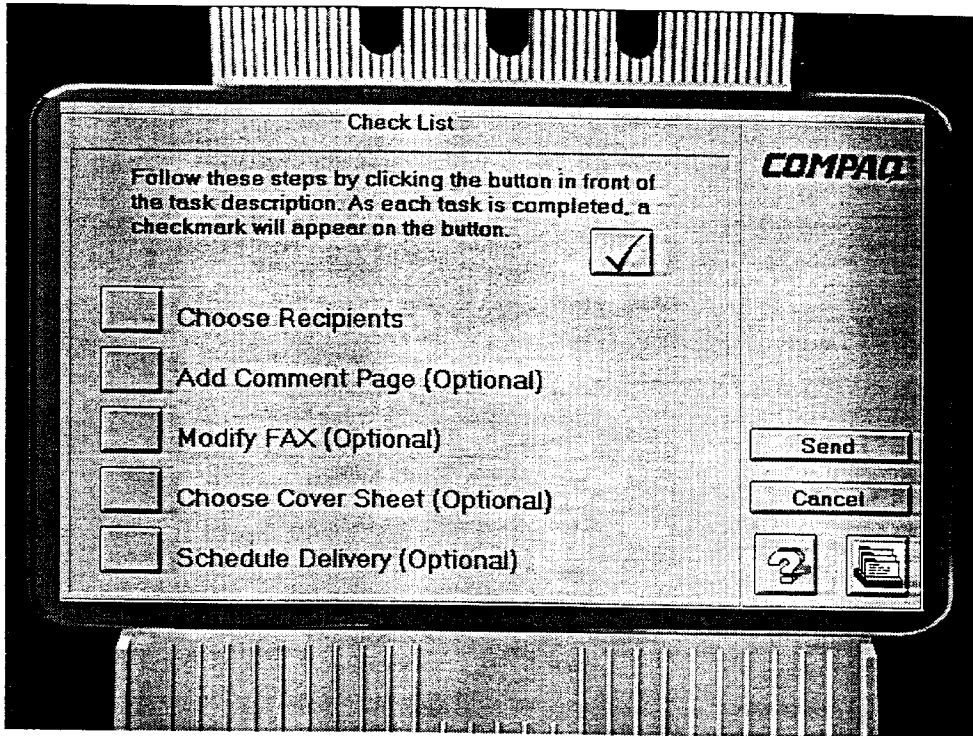 Check List
COMPAQ
Follow these steps by clicking the button in front of
the task description. As each task is completed, a
checkmark will appear on the button.
Choose Recipients
Add Comment Page (Optional)
Modify FAX (Optional)
Choose Cover Sheet (Optional)
Schedule Delivery (Optional)
Send
Cancel
?